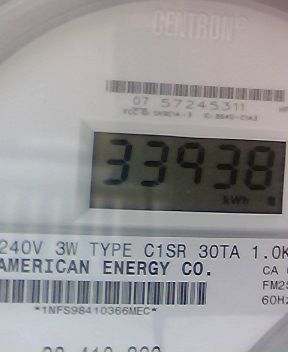 CENTRON®
07 57245311
33938
kWh
240V 3W TYPE C1SR 30TA 1.0K
AMERICAN ENERGY CO.
CA
FM2S
60Hz
*1NFS98410366MEC*